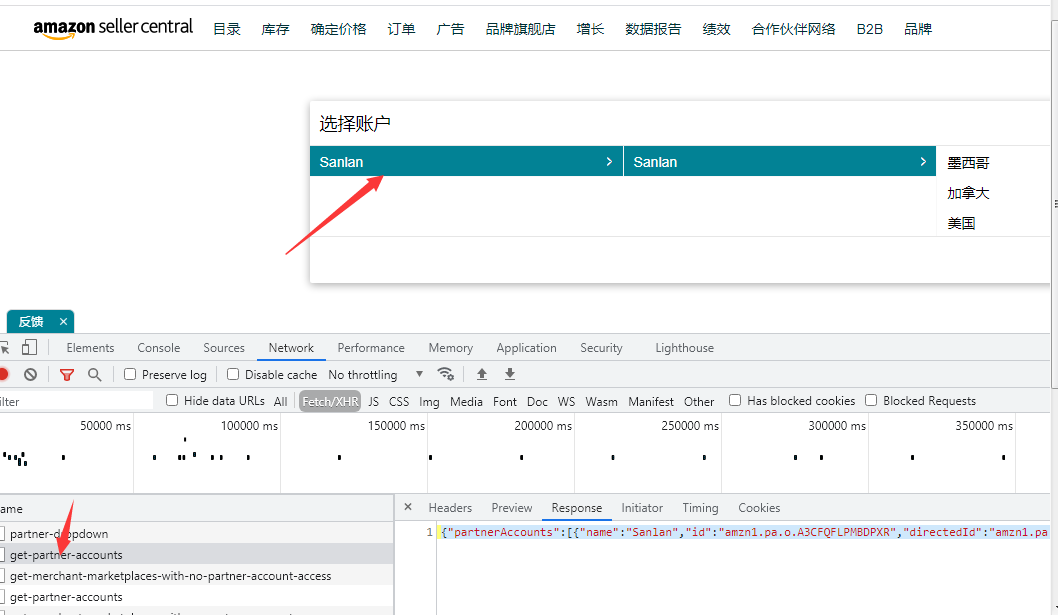 amazon seller central 目录 库存 确定价格 订单 广告 品牌旗舰店 增长 数据报告 绩效 合作伙伴网络 B2B 品牌
选择账户
Sanlan Sanlan 墨西哥
加拿大
美国
反馈 ×
Elements Console Sources Network Performance Memory Application Security Lighthouse
Preserve log Disable cache No throttling
ilter Hide data URLs All Fetch/XHR JS CSS Img Media Font Doc WS Wasm Manifest Other Has blocked cookies Blocked Requests
50000 ms 100000 ms 150000 ms 200000 ms 250000 ms 300000 ms 350000 ms
ame × Headers Preview Response Initiator Timing Cookies
partner-dropdown 1 {"partnerAccounts":[{"name":"Sanlan","id":"amzn1.pa.o.A3CFQFLPMBDPXR","directedId":"amzn1.pa
get-partner-accounts
get-merchant-marketplaces-with-no-partner-account-access
get-partner-accounts